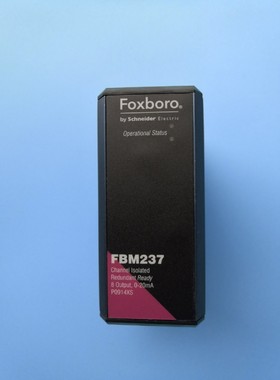 Foxboro®
by Schneider Electric
Operational Status
FBM237
Channel Isolated
Redundant Ready
8 Output, 0-20mA
P0914XS